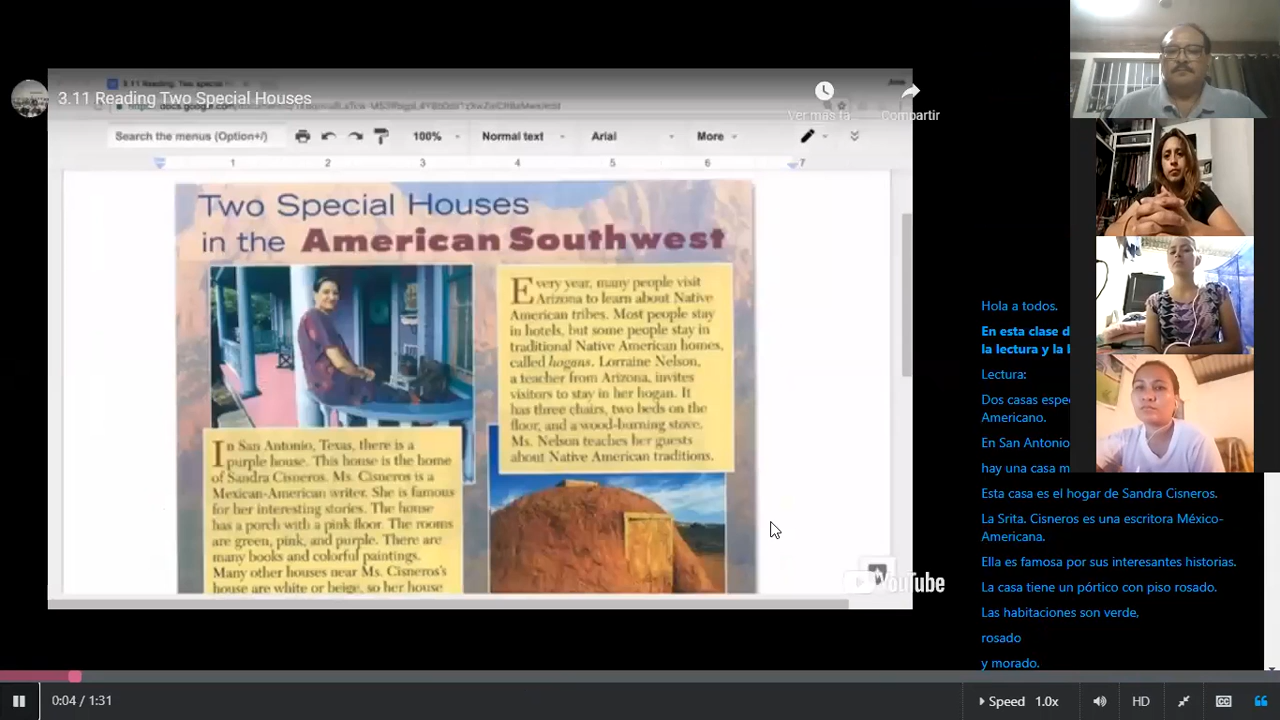 3.11 Reading Two Special Houses
Ver más ta
Compartir
Search the menus (Option+/)
100%
Normal text
Arial
More
1
2
3
4
5
6
7
Two Special Houses
in the American Southwest
Every year, many people visit
Arizona to learn about Native
American tribes. Most people stay
in hotels, but some people stay in
traditional Native American homes,
called hogans. Lorraine Nelson,
a teacher from Arizona, invites
visitors to stay in her hogan. It
has three chairs, two beds on the
floor, and a wood-burning stove.
Ms. Nelson teaches her guests
about Native American traditions.
In San Antonio, Texas, there is a
purple house. This house is the home
of Sandra Cisneros. Ms. Cisneros is a
Mexican-American writer. She is famous
for her interesting stories. The house
has a porch with a pink floor. The rooms
are green, pink, and purple. There are
many books and colorful paintings.
Many other houses near Ms. Cisneros's
house are white or beige, so her house
YouTube
Hola a todos.
En esta clase d
la lectura y la
Lectura:
Dos casas espe
Americano.
En San Antonio
hay una casa m
Esta casa es el hogar de Sandra Cisneros.
La Srita. Cisneros es una escritora México-
Americana.
Ella es famosa por sus interesantes historias.
La casa tiene un pórtico con piso rosado.
Las habitaciones son verde,
rosado
y morado.
0:04 / 1:31
Speed 1.0x
HD
CC